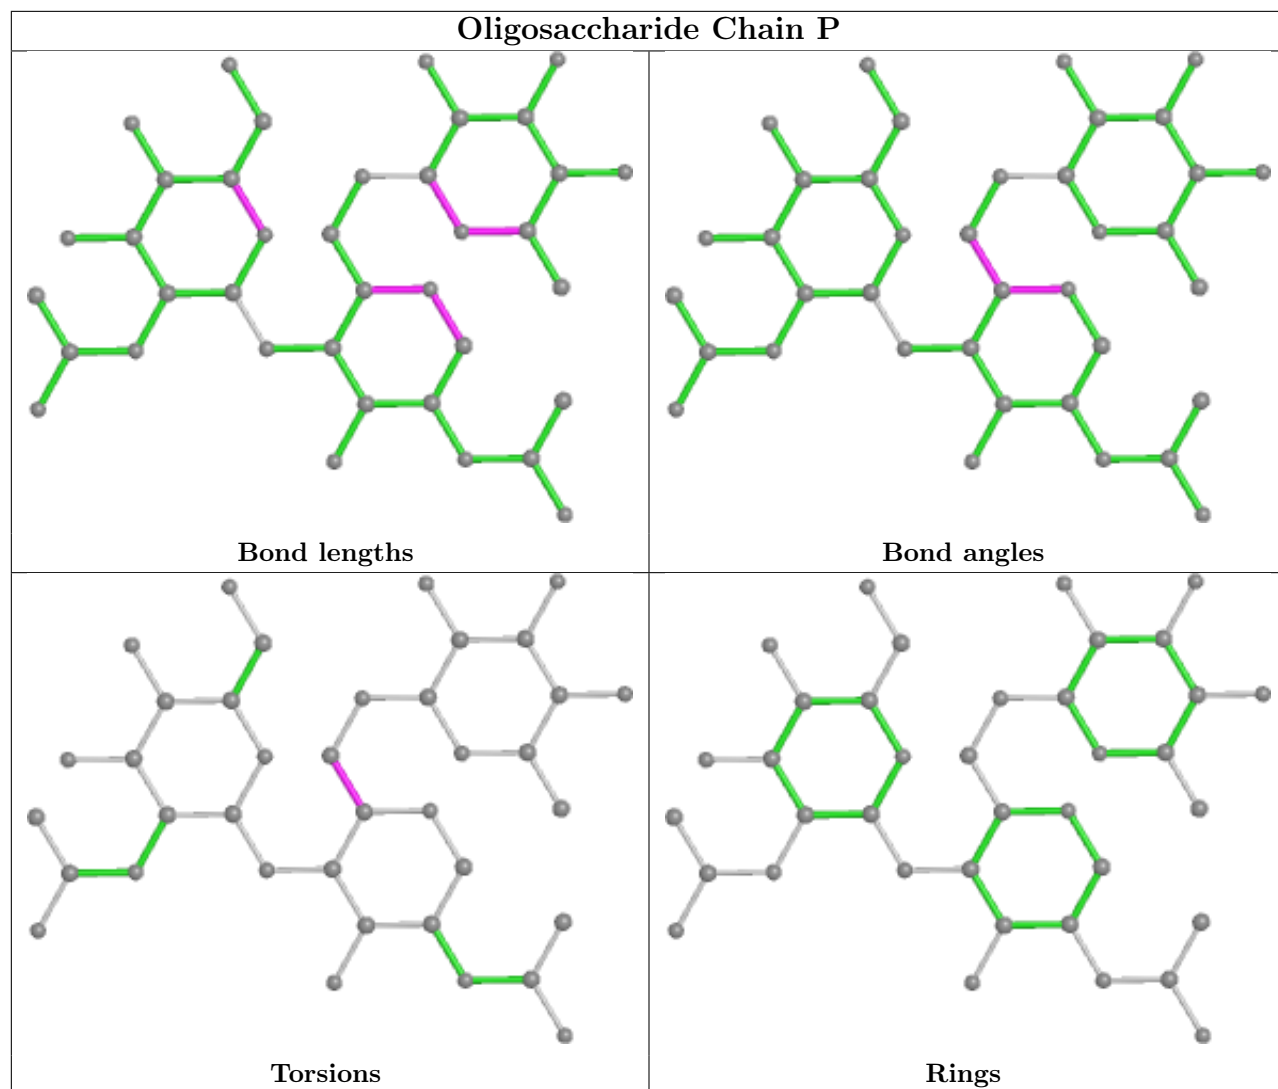 Oligosaccharide Chain P
Bond lengths
Bond angles
Torsions
Rings